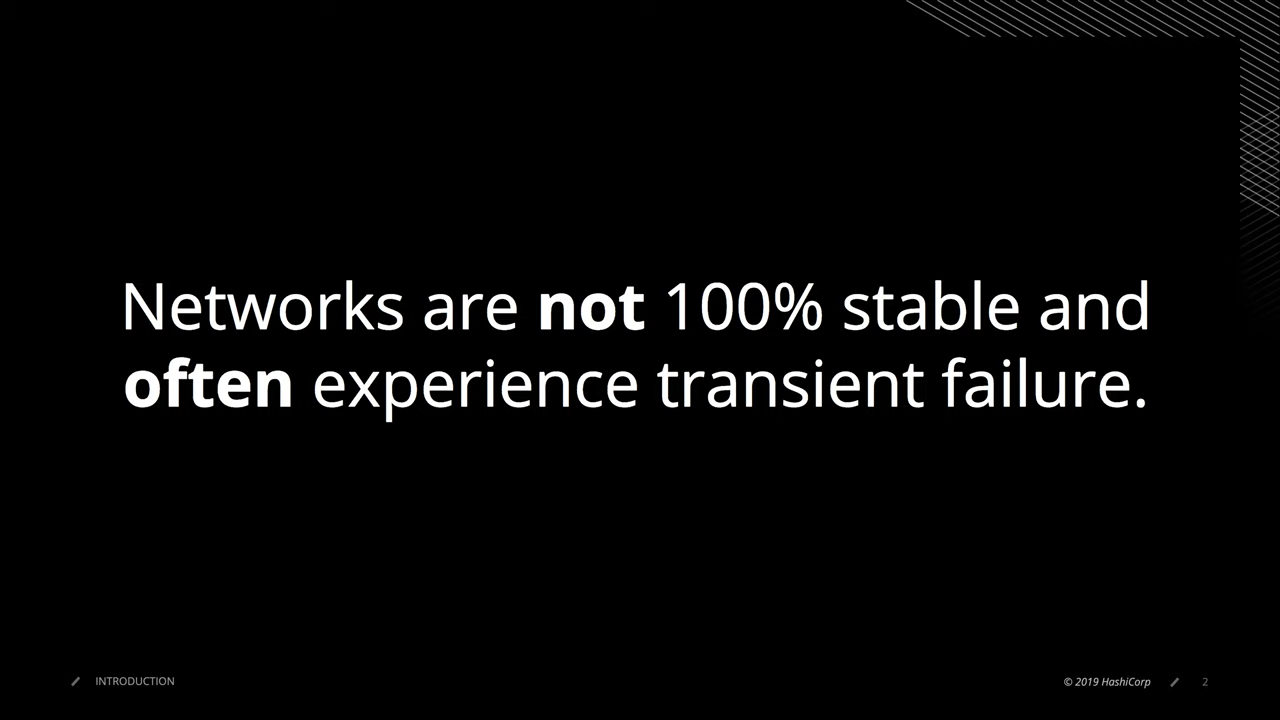 Networks are not 100% stable and
often experience transient failure.
INTRODUCTION
© 2019 HashiCorp
2